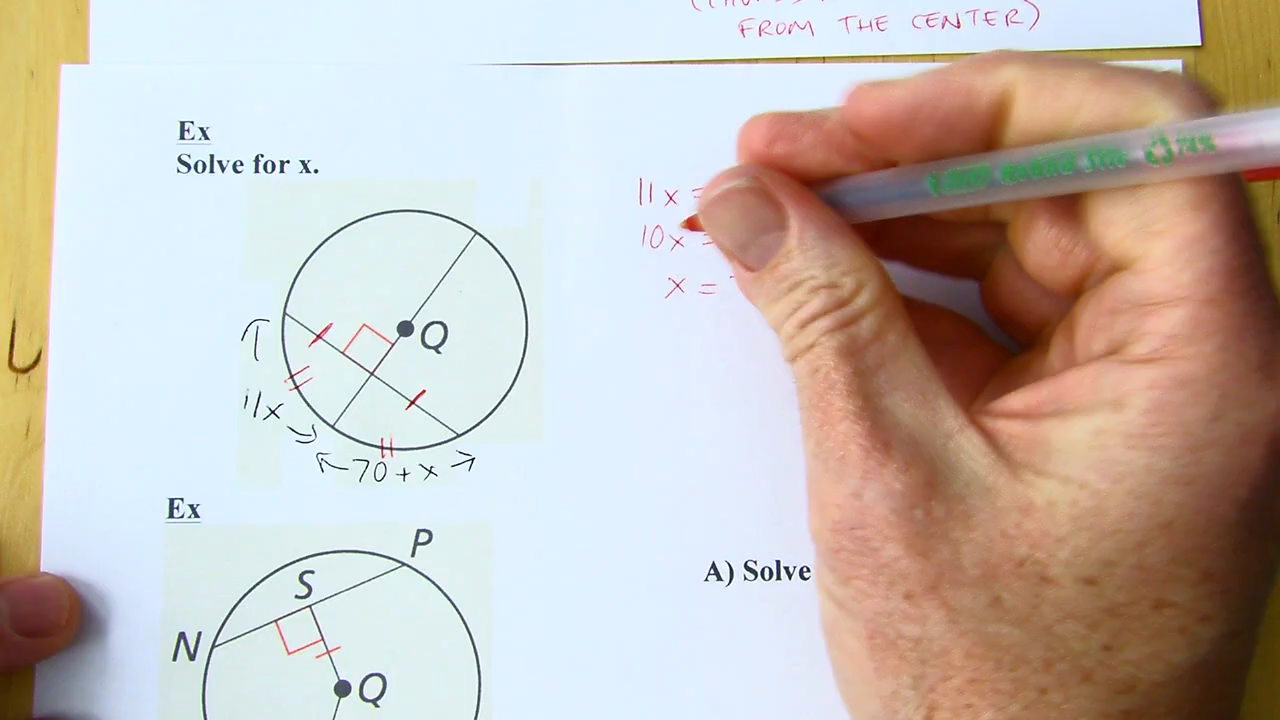 FROM THE CENTER)
Ex
Solve for x.
11x =
10x =
x =
Q
11x
70 + x
Ex
P
S
N
Q
A) Solve